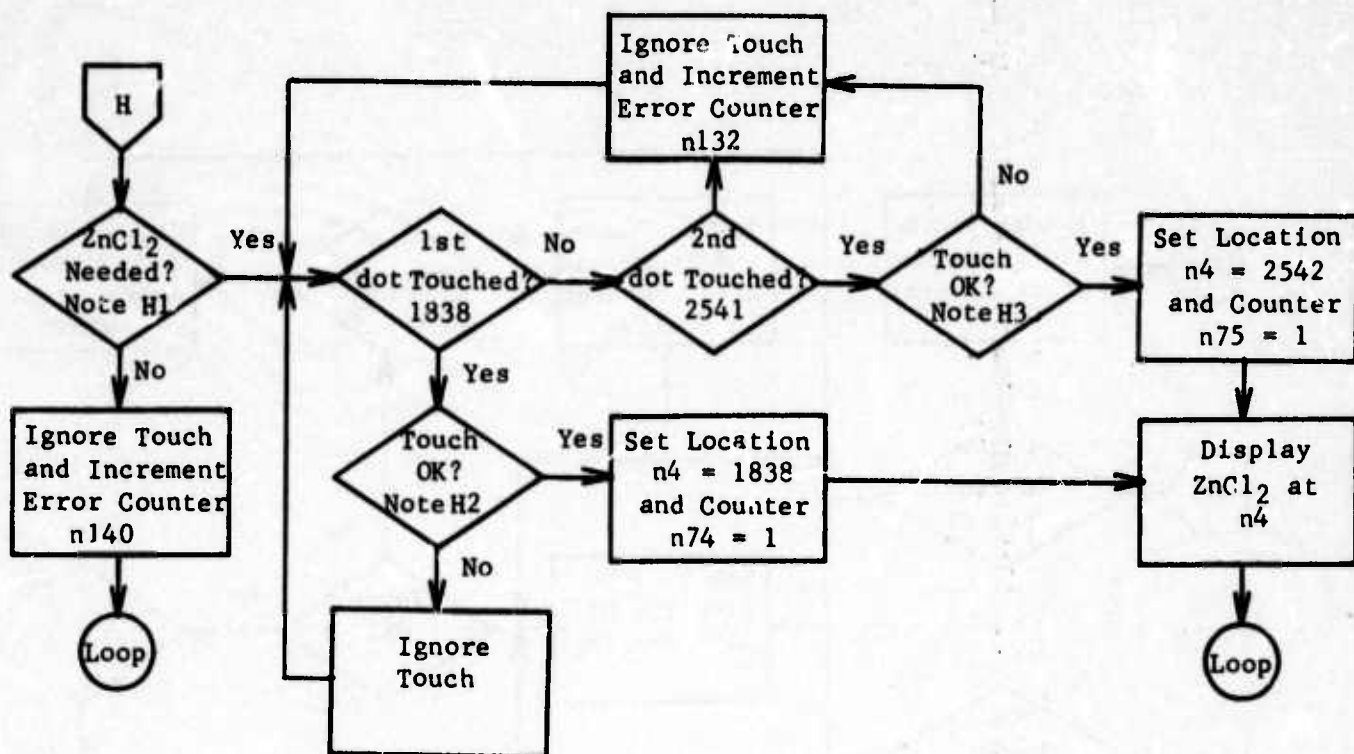 H
ZnCl2
Needed?
Note H1
Yes
No
Ignore Touch
and Increment
Error Counter
n140
Loop
1st
dot Touched?
1838
No
Yes
Ignore Touch
and Increment
Error Counter
n132
2nd
dot Touched?
2541
Yes
No
Touch
OK?
Note H3
Yes
Set Location
n4 = 2542
and Counter
n75 = 1
Touch
OK?
Note H2
Yes
Set Location
n4 = 1838
and Counter
n74 = 1
No
Ignore
Touch
Display
ZnCl2 at
n4
Loop